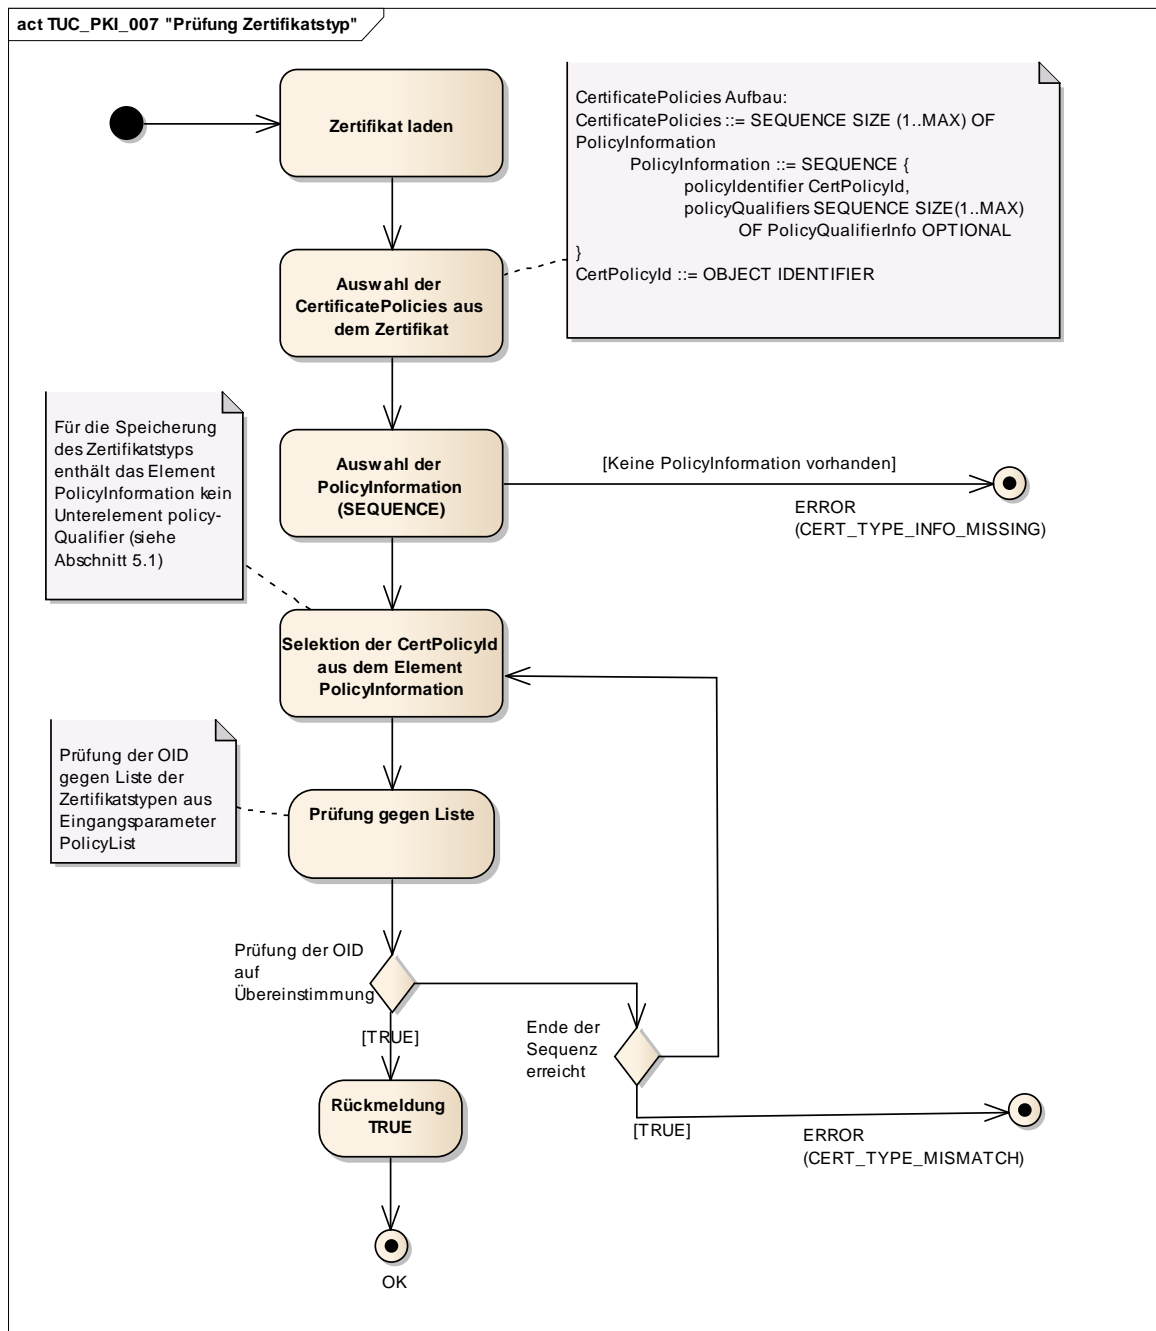 act TUC_PKI_007 "Prüfung Zertifikatstyp"
Zertifikat laden
CertificatePolicies Aufbau:
CertificatePolicies ::= SEQUENCE SIZE (1..MAX) OF
PolicyInformation
PolicyInformation ::= SEQUENCE {
policyIdentifier CertPolicyId,
policyQualifiers SEQUENCE SIZE(1..MAX)
OF PolicyQualifierInfo OPTIONAL
}
CertPolicyId ::= OBJECT IDENTIFIER
Auswahl der
CertificatePolicies aus
dem Zertifikat
Für die Speicherung
des Zertifikatstyps
enthält das Element
PolicyInformation kein
Unterelement policy-
Qualifier (siehe
Abschnitt 5.1)
Auswahl der
PolicyInformation
(SEQUENCE)
[Keine PolicyInformation vorhanden]
ERROR
(CERT_TYPE_INFO_MISSING)
Selektion der CertPolicyId
aus dem Element
PolicyInformation
Prüfung der OID
gegen Liste der
Zertifikatstypen aus
Eingangsparameter
PolicyList
Prüfung gegen Liste
Prüfung der OID
auf
Übereinstimmung
[TRUE]
Ende der
Sequenz
erreicht
Rückmeldung
TRUE
[TRUE]
ERROR
(CERT_TYPE_MISMATCH)
OK